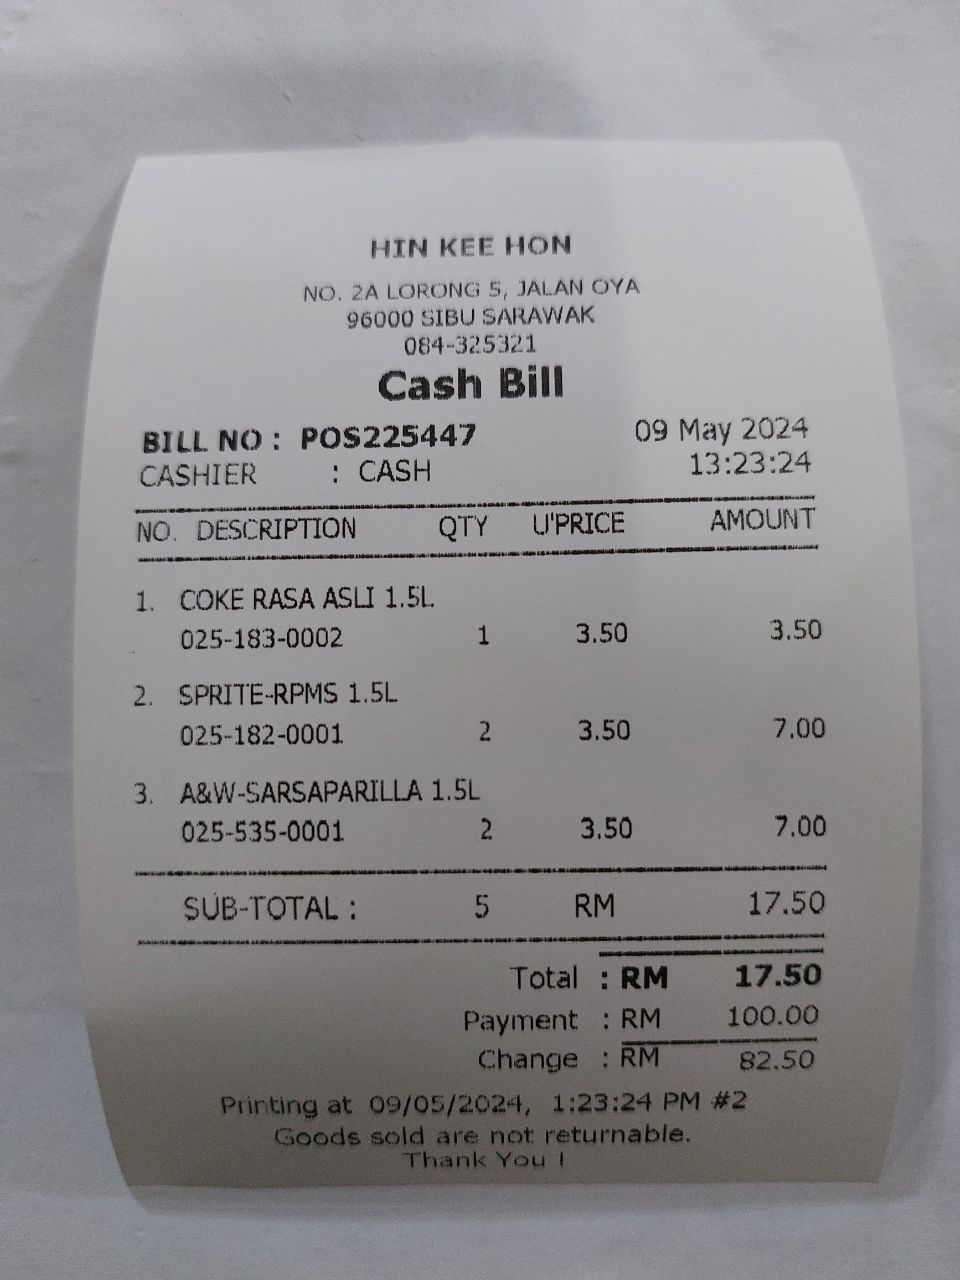 HIN KEE HON
NO. 2A LORONG 5, JALAN OYA
96000 SIBU SARAWAK
084-325321
Cash Bill
BILL NO : POS225447 09 May 2024
CASHIER : CASH 13:23:24
NO. DESCRIPTION QTY U'PRICE AMOUNT
1. COKE RASA ASLI 1.5L
025-183-0002 1 3.50 3.50
2. SPRITE-RPMS 1.5L
025-182-0001 2 3.50 7.00
3. A&W-SARSAPARILLA 1.5L
025-535-0001 2 3.50 7.00
SUB-TOTAL : 5 RM 17.50
Total : RM 17.50
Payment : RM 100.00
Change : RM 82.50
Printing at 09/05/2024, 1:23:24 PM #2
Goods sold are not returnable.
Thank You !